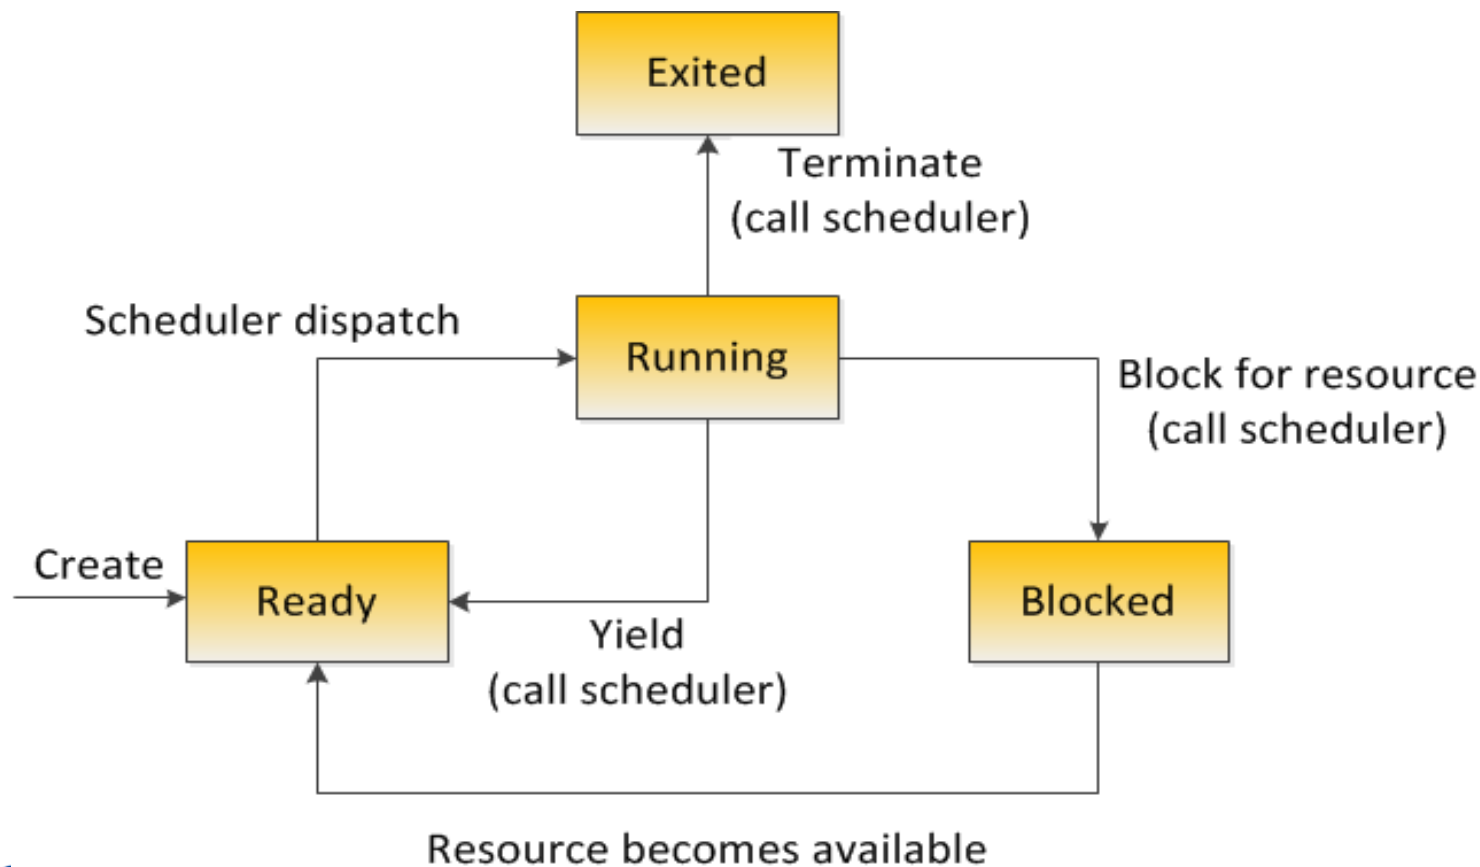 Exited
Terminate
(call scheduler)
Scheduler dispatch
Running
Block for resource
(call scheduler)
Create
Ready
Blocked
Yield
(call scheduler)
Resource becomes available